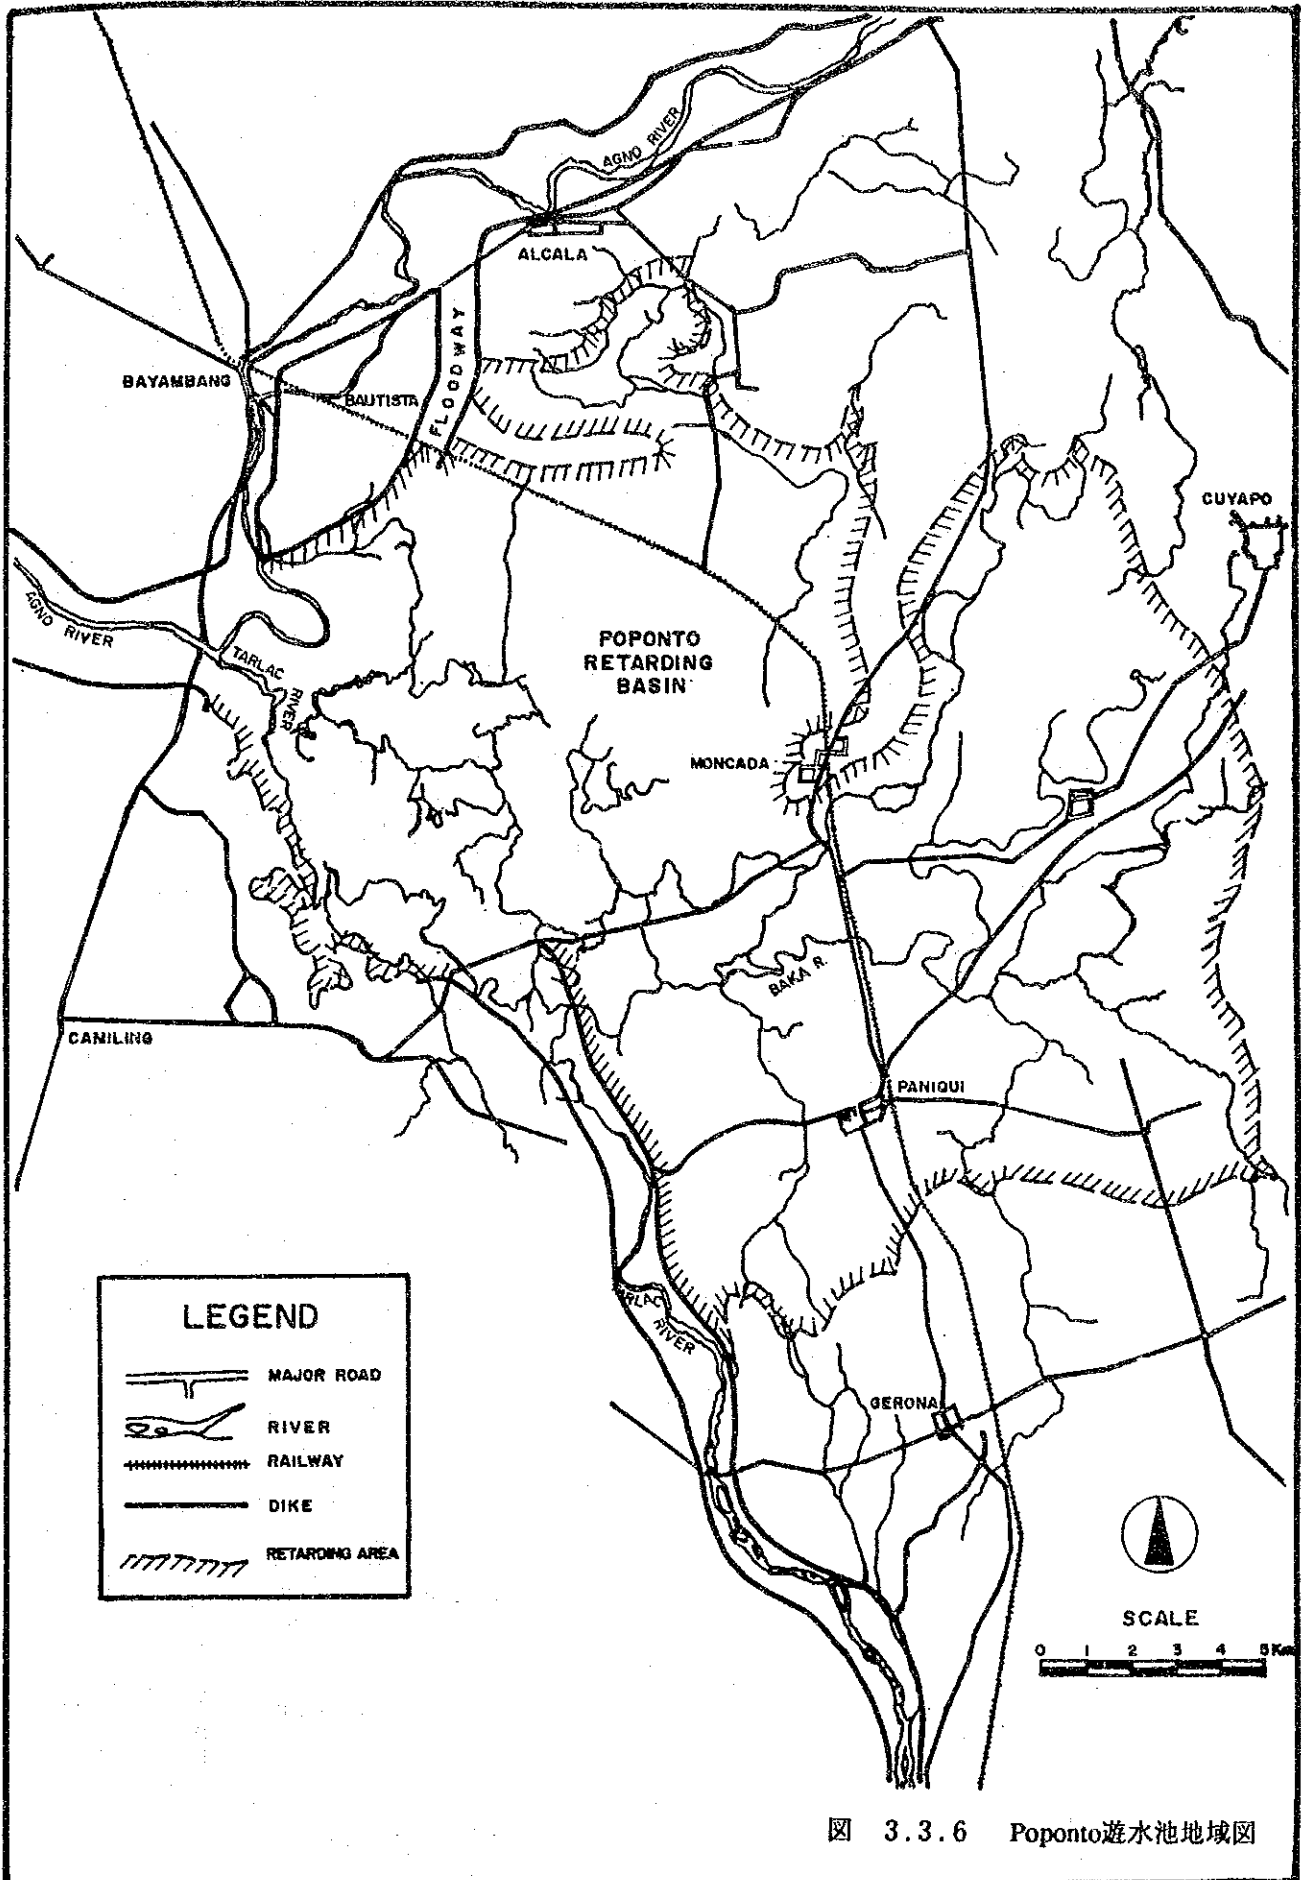 AGNO RIVER
ALCALA
FLOODWAY
BAYAMBANG
BAUTISTA
CUYAPO
AGNO RIVER
TARLAC
RIVER
POPONTO
RETARDING
BASIN
MONCADA
BAKA R.
CAMILING
PANIQUI
TARLAC
RIVER
GERONA
LEGEND
MAJOR ROAD
RIVER
RAILWAY
DIKE
RETARDING AREA
SCALE
0 1 2 3 4 5 Km
図 3.3.6 Poponto遊水池地域図